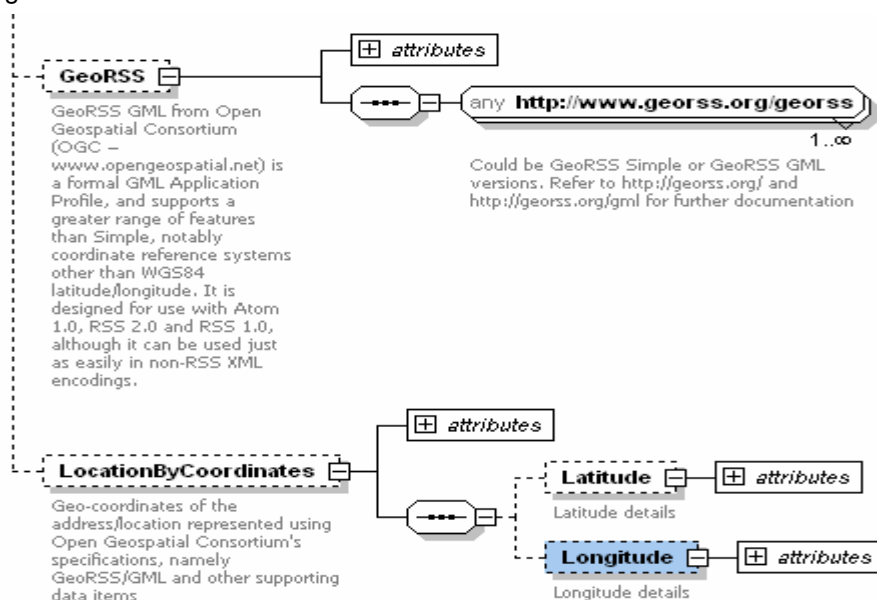 g
attributes
GeoRSS
any http://www.georss.org/georss
1..∞
GeoRSS GML from Open
Geospatial Consortium
(OGC –
www.opengeospatial.net) is
a formal GML Application
Profile, and supports a
greater range of features
than Simple, notably
coordinate reference systems
other than WGS84
latitude/longitude. It is
designed for use with Atom
1.0, RSS 2.0 and RSS 1.0,
although it can be used just
as easily in non-RSS XML
encodings.
Could be GeoRSS Simple or GeoRSS GML
versions. Refer to http://georss.org/ and
http://georss.org/gml for further documentation
attributes
LocationByCoordinates
Geo-coordinates of the
address/location represented using
Open Geospatial Consortium's
specifications, namely
GeoRSS/GML and other supporting
data items
Latitude
attributes
Latitude details
Longitude
attributes
Longitude details